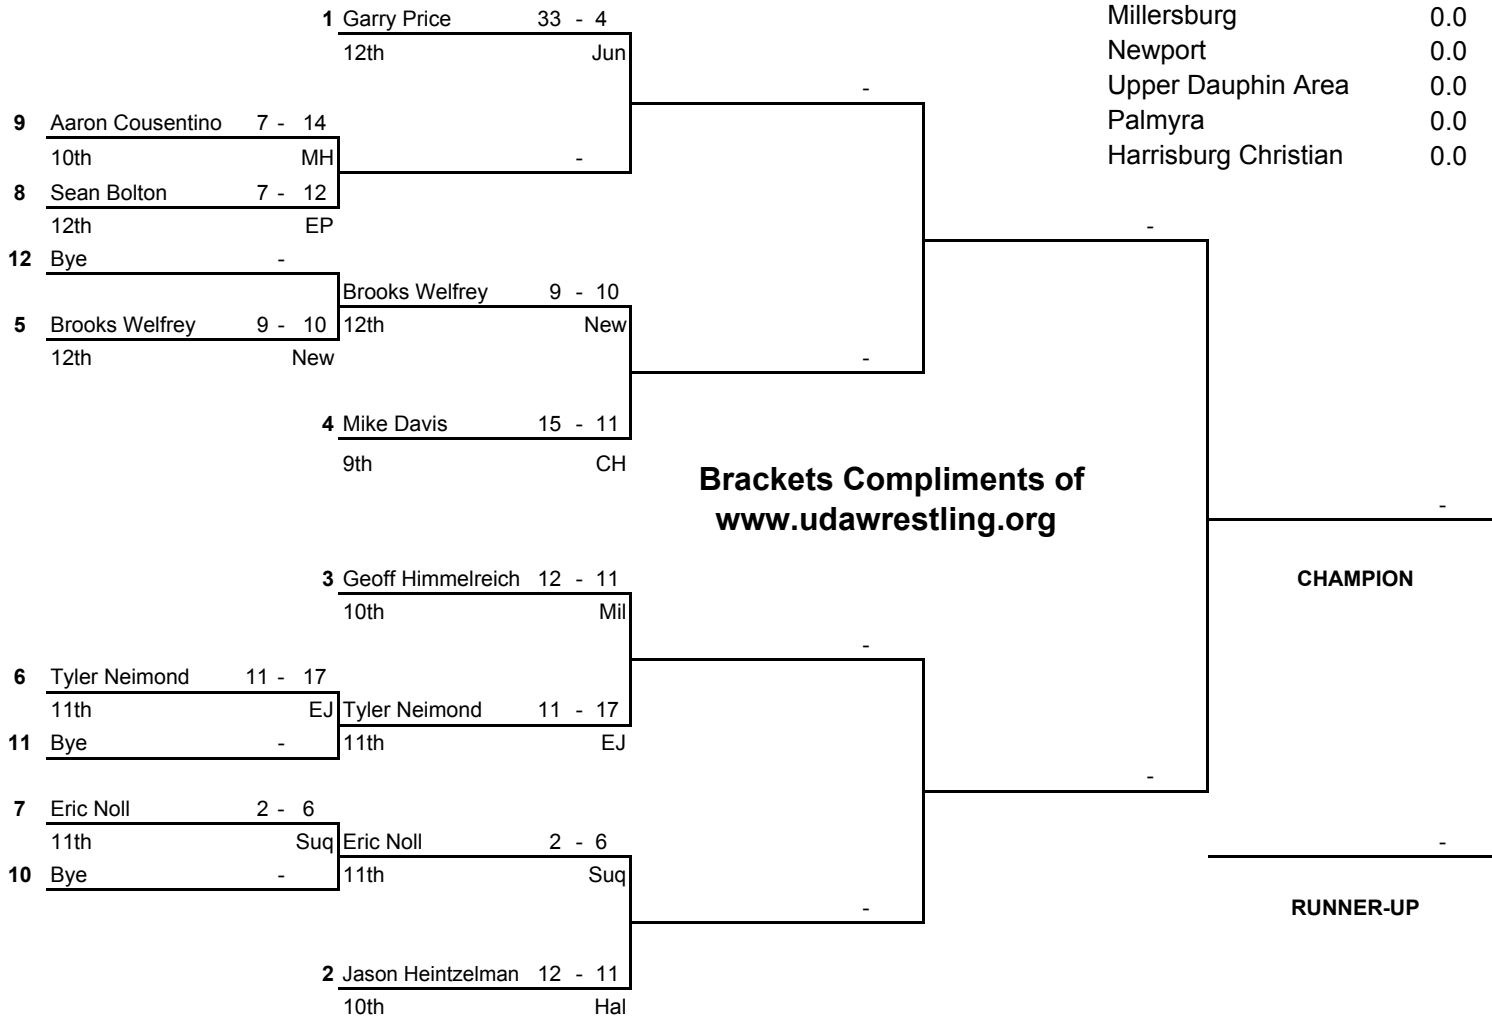 1 Garry Price 33 - 4
12th Jun
Millersburg 0.0
Newport 0.0
Upper Dauphin Area 0.0
Palmyra 0.0
Harrisburg Christian 0.0
-
9 Aaron Cousentino 7 - 14
10th MH
-
8 Sean Bolton 7 - 12
12th EP
-
12 Bye -
Brooks Welfrey 9 - 10
12th New
5 Brooks Welfrey 9 - 10
12th New
-
4 Mike Davis 15 - 11
9th CH
Brackets Compliments of
www.udawrestling.org
-
CHAMPION
3 Geoff Himmelreich 12 - 11
10th Mil
-
6 Tyler Neimond 11 - 17
11th EJ
Tyler Neimond 11 - 17
11th EJ
11 Bye -
-
7 Eric Noll 2 - 6
11th Suq
Eric Noll 2 - 6
11th Suq
10 Bye -
-
RUNNER-UP
-
2 Jason Heintzelman 12 - 11
10th Hal